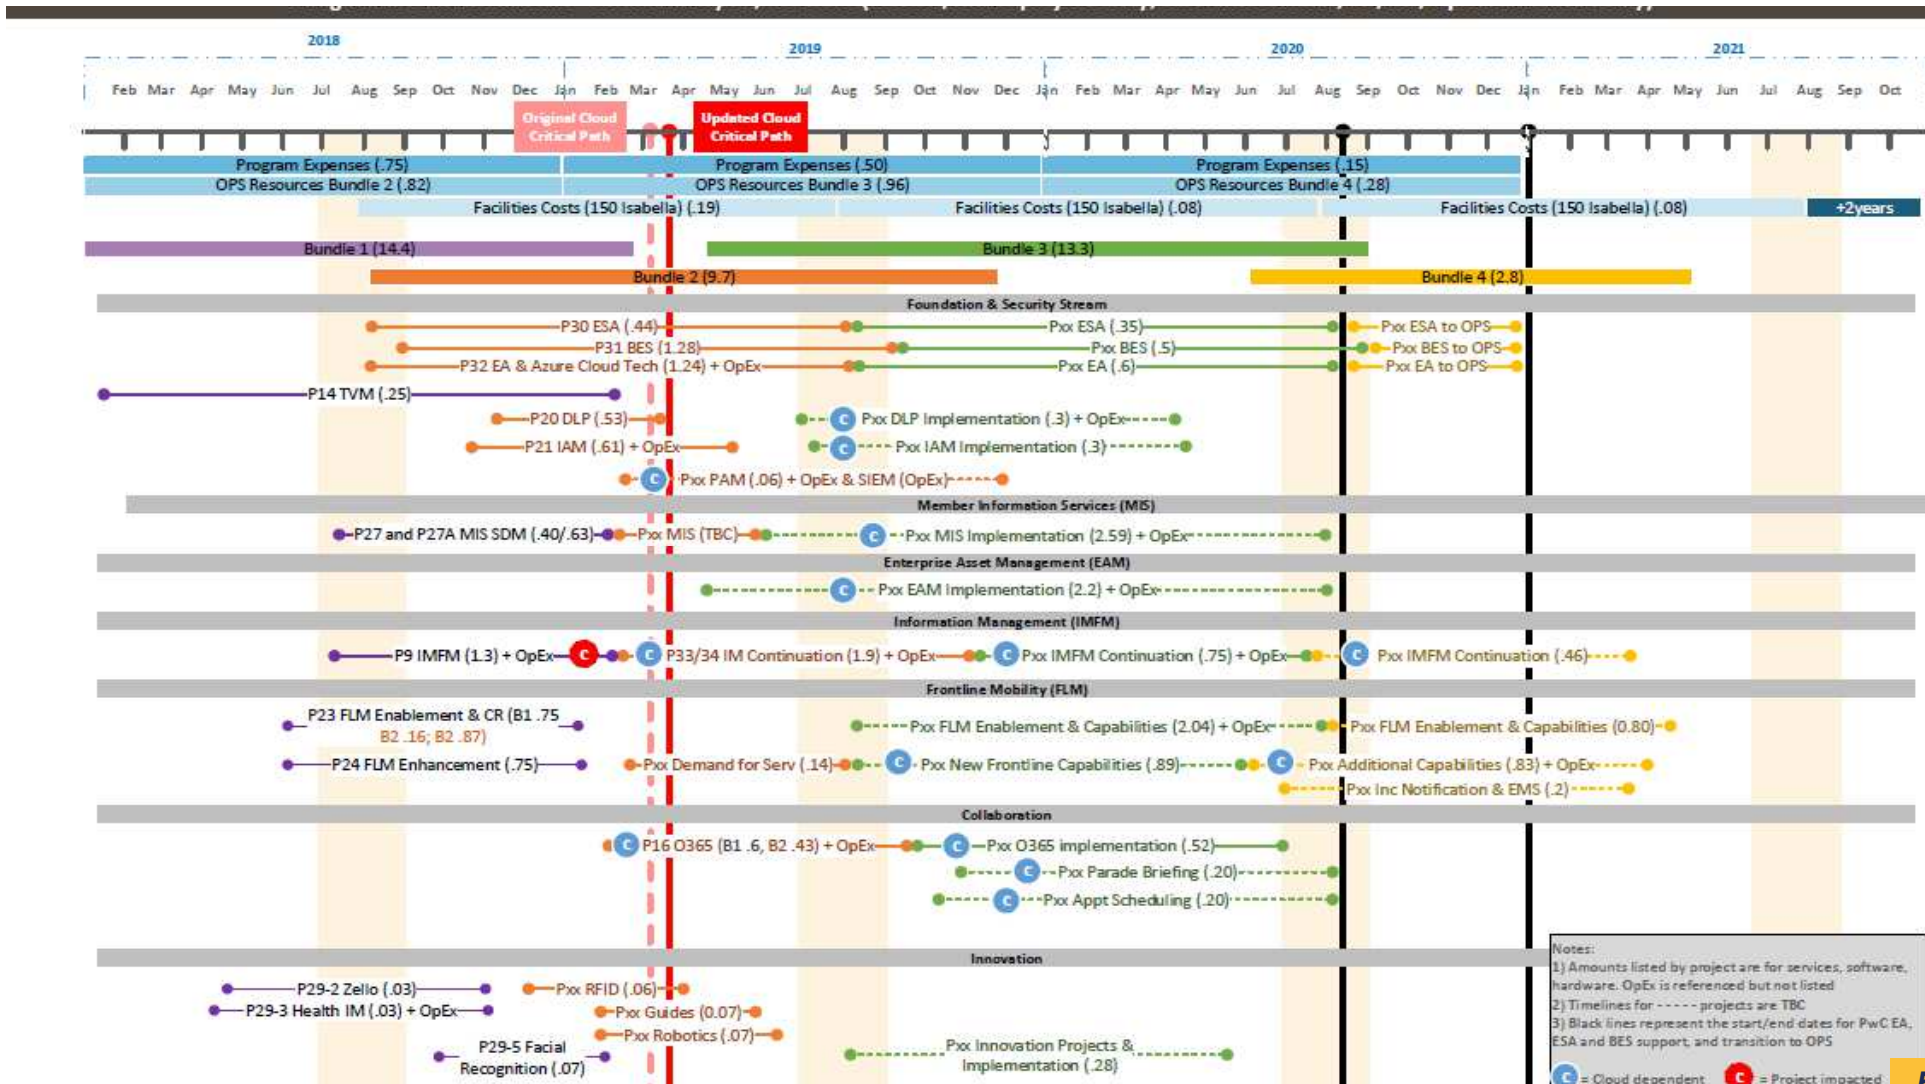 2018
2019
2020
2021
Feb Mar Apr May Jun Jul Aug Sep Oct Nov Dec Jan Feb Mar Apr May Jun Jul Aug Sep Oct Nov Dec Jan Feb Mar Apr May Jun Jul Aug Sep Oct Nov Dec Jan Feb Mar Apr May Jun Jul Aug Sep Oct
Original Cloud
Critical Path
Updated Cloud
Critical Path
Program Expenses (.75) Program Expenses (.50) Program Expenses (.15)
OPS Resources Bundle 2 (.82) OPS Resources Bundle 3 (.96) OPS Resources Bundle 4 (.28)
Facilities Costs (150 Isabella) (.19) Facilities Costs (150 Isabella) (.08) Facilities Costs (150 Isabella) (.08) +2years
Bundle 1 (14.4) Bundle 3 (13.3)
Bundle 2 (9.7) Bundle 4 (2.8)
Foundation & Security Stream
P30 ESA (.44) Pxx ESA (.35) Pxx ESA to OPS
P31 BES (1.28) Pxx BES (.5) Pxx BES to OPS
P32 EA & Azure Cloud Tech (1.24) + OpEx Pxx EA (.6) Pxx EA to OPS
P14 TVM (.25)
P20 DLP (.53) C Pxx DLP Implementation (.3) + OpEx
P21 IAM (.61) + OpEx C Pxx IAM Implementation (.3)
C Pxx PAM (.06) + OpEx & SIEM (OpEx)
Member Information Services (MIS)
P27 and P27A MIS SDM (.40/.63) Pxx MIS (TBC) C Pxx MIS Implementation (2.59) + OpEx
Enterprise Asset Management (EAM)
C Pxx EAM Implementation (2.2) + OpEx
Information Management (IMFM)
P9 IMFM (1.3) + OpEx C C P33/34 IM Continuation (1.9) + OpEx C Pxx IMFM Continuation (.75) + OpEx C Pxx IMFM Continuation (.46)
Frontline Mobility (FLM)
P23 FLM Enablement & CR (B1 .75
B2 .16; B2 .87)
Pxx FLM Enablement & Capabilities (2.04) + OpEx Pxx FLM Enablement & Capabilities (0.80)
P24 FLM Enhancement (.75) Pxx Demand for Serv (.14) C Pxx New Frontline Capabilities (.89) C Pxx Additional Capabilities (.83) + OpEx
Pxx Inc Notification & EMS (.2)
Collaboration
C P16 O365 (B1 .6, B2 .43) + OpEx C Pxx O365 implementation (.52)
C Pxx Parade Briefing (.20)
C Pxx Appt Scheduling (.20)
Innovation
P29-2 Zello (.03) Pxx RFID (.06)
P29-3 Health IM (.03) + OpEx Pxx Guides (0.07)
Pxx Robotics (.07)
P29-5 Facial
Recognition (.07)
Pxx Innovation Projects &
Implementation (.28)
Notes:
1) Amounts listed by project are for services, software,
hardware. OpEx is referenced but not listed
2) Timelines for - - - - - projects are TBC
3) Black lines represent the start/end dates for PwC EA,
ESA and BES support, and transition to OPS
C = Cloud dependent C = Project impacted